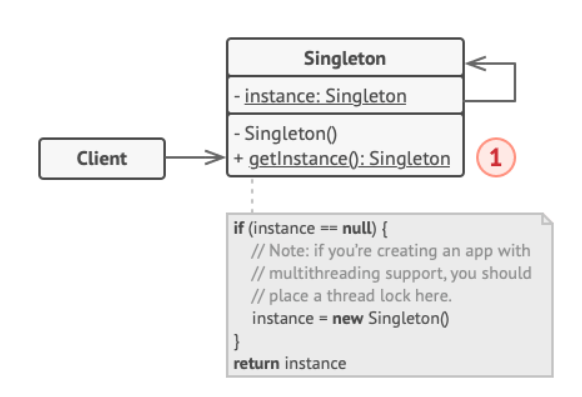 Singleton
- instance: Singleton
- Singleton()
+ getInstance(): Singleton
Client
1
if (instance == null) {
// Note: if you're creating an app with
// multithreading support, you should
// place a thread lock here.
instance = new Singleton()
}
return instance